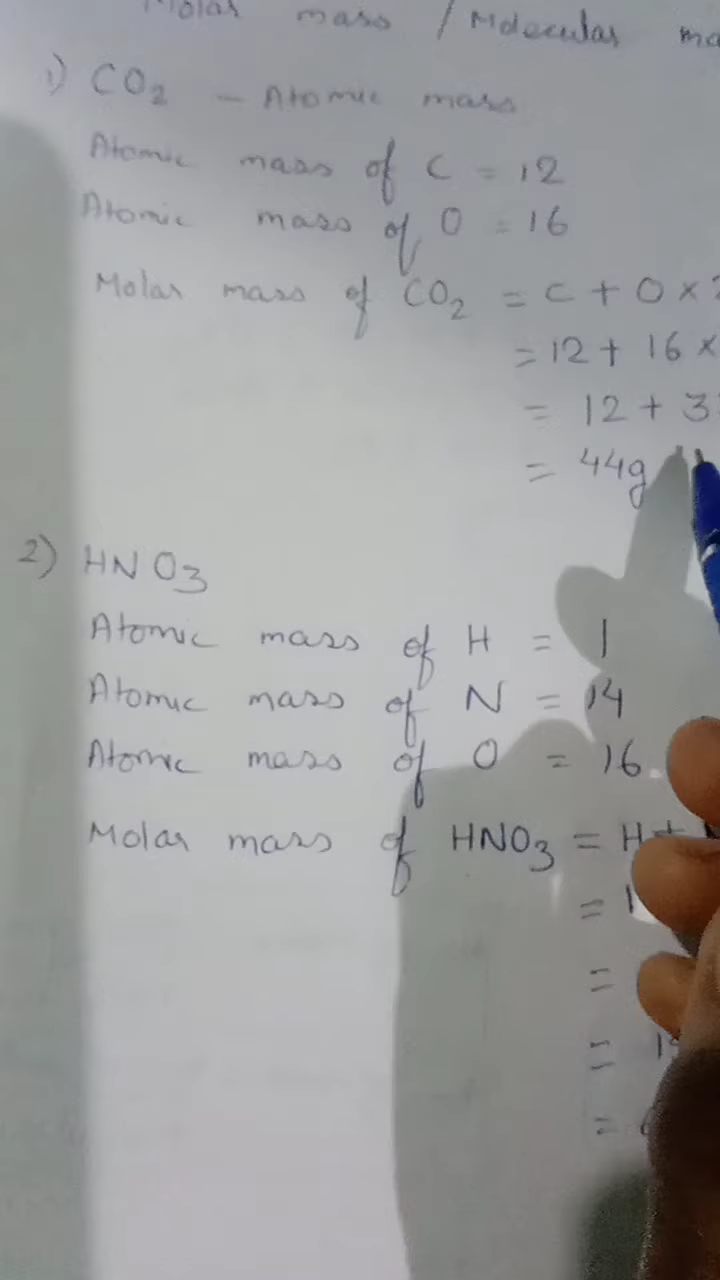 Molar mass / Molecular
1) CO2 - Atomic mass
Atomic mass of C = 12
Atomic mass of O = 16
Molar mass of CO2 = C + O ×
= 12 + 16 ×
= 12 + 3
= 44g
2) HNO3
Atomic mass of H = 1
Atomic mass of N = 14
Atomic mass of O = 16
Molar mass of HNO3 = H +
= 1
=
= 1
=